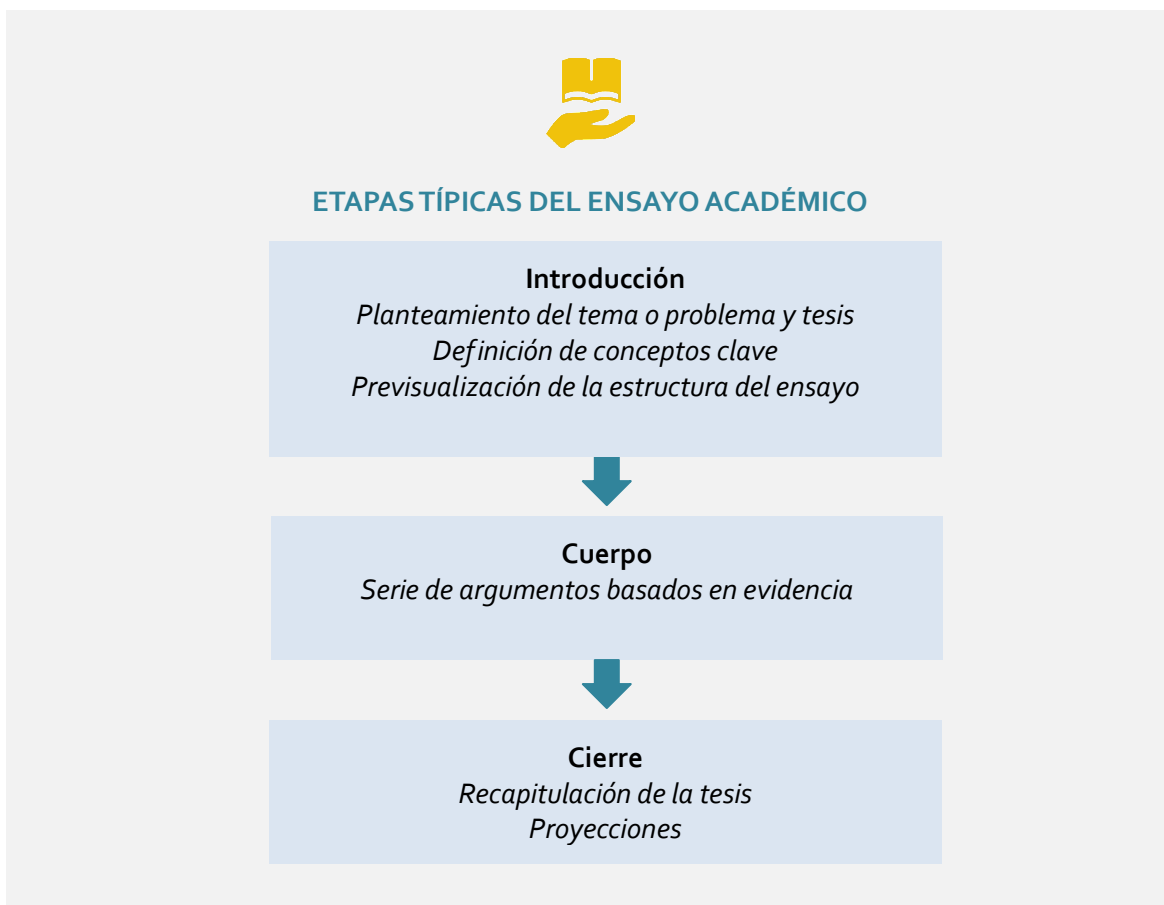 ETAPAS TÍPICAS DEL ENSAYO ACADÉMICO
Introducción
Planteamiento del tema o problema y tesis
Definición de conceptos clave
Previsualización de la estructura del ensayo
Cuerpo
Serie de argumentos basados en evidencia
Cierre
Recapitulación de la tesis
Proyecciones